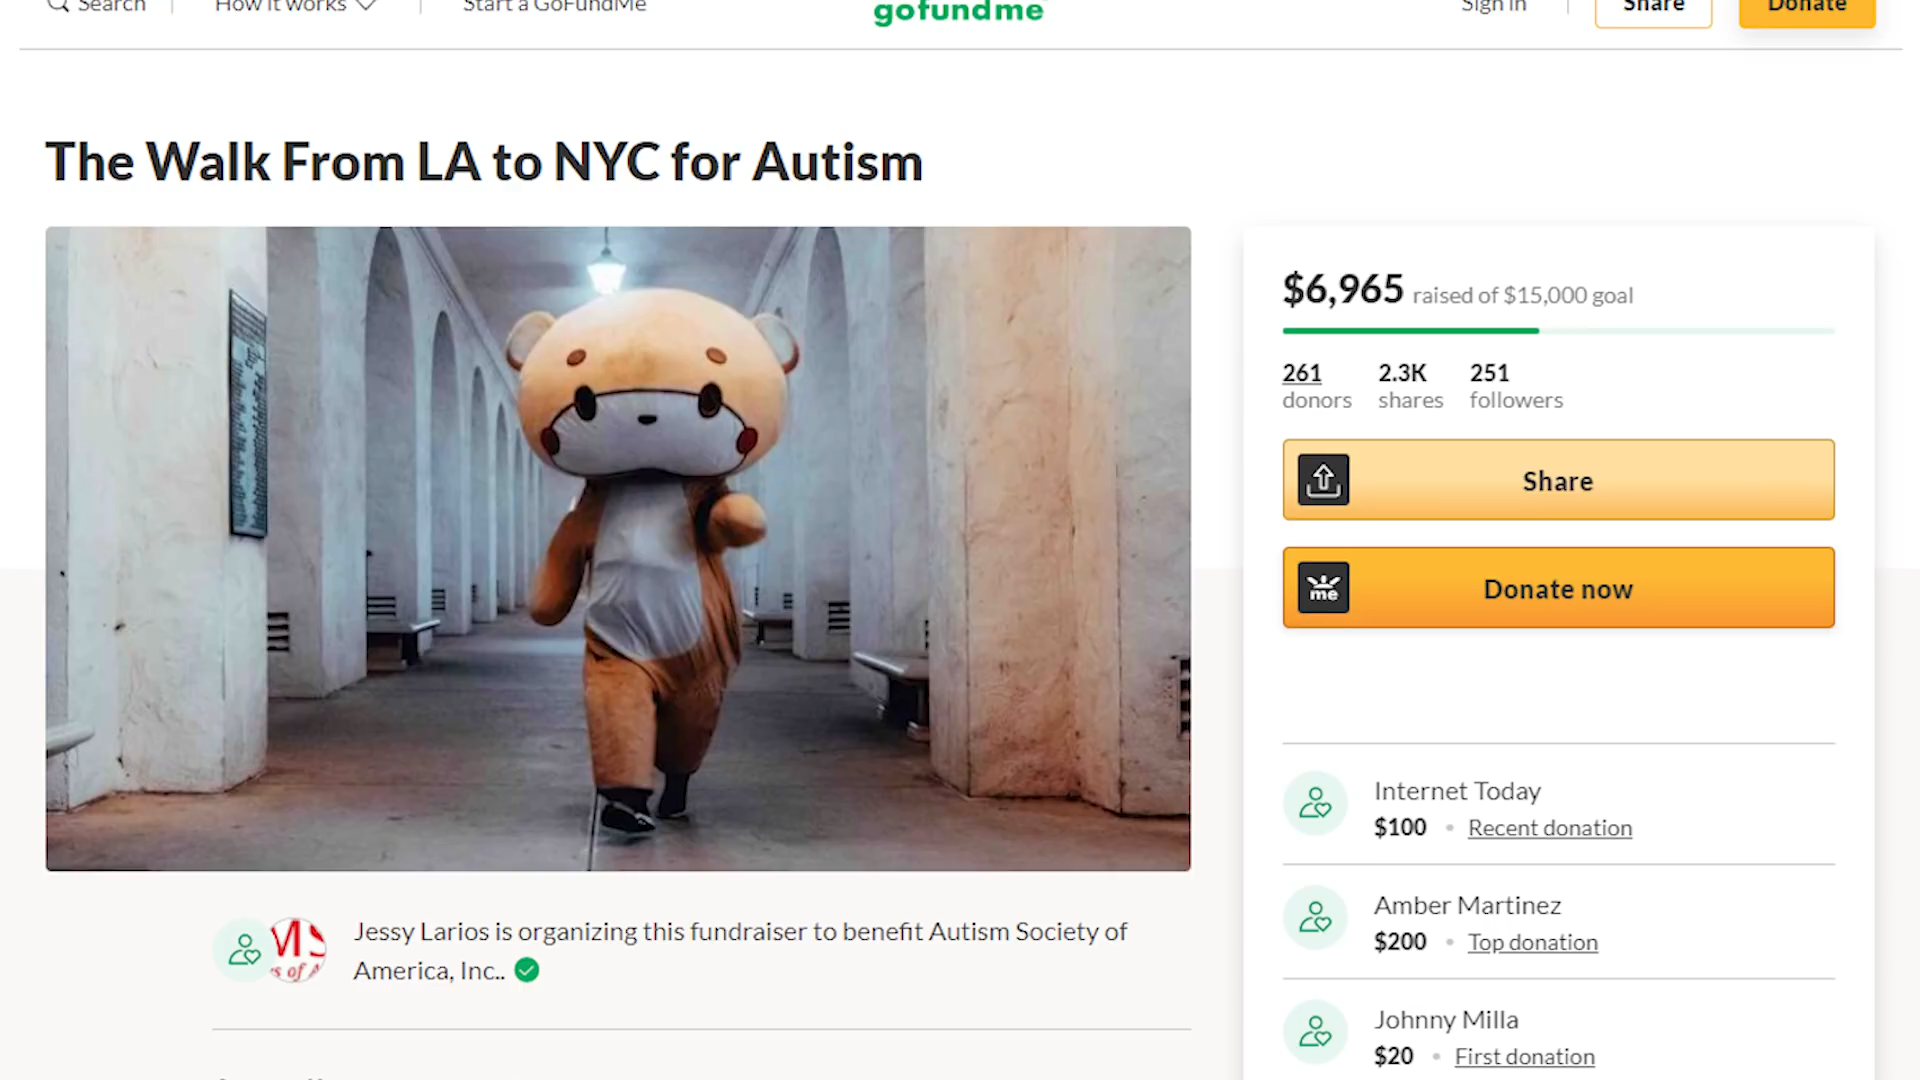 Search
How it works
Start a GoFundMe
gofundme
Sign in
Share
Donate
The Walk From LA to NYC for Autism
$6,965 raised of $15,000 goal
261 2.3K 251
donors shares followers
Share
me
Donate now
Internet Today
$100 • Recent donation
Amber Martinez
$200 • Top donation
Jessy Larios is organizing this fundraiser to benefit Autism Society of
America, Inc..
Johnny Milla
$20 • First donation